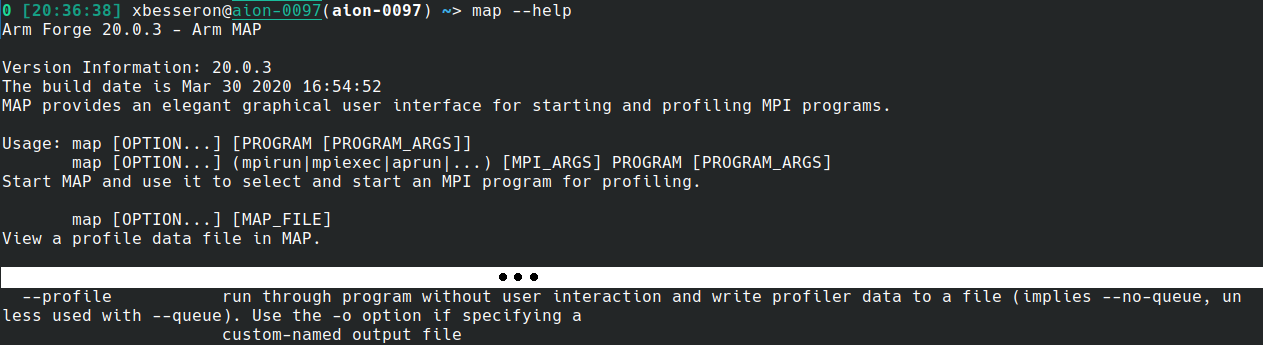 0 [20:36:38] xbesseron@aion-0097(aion-0097) ~> map --help
Arm Forge 20.0.3 - Arm MAP
Version Information: 20.0.3
The build date is Mar 30 2020 16:54:52
MAP provides an elegant graphical user interface for starting and profiling MPI programs.
Usage: map [OPTION...] [PROGRAM [PROGRAM_ARGS]]
map [OPTION...] (mpirun|mpiexec|aprun|...) [MPI_ARGS] PROGRAM [PROGRAM_ARGS]
Start MAP and use it to select and start an MPI program for profiling.
map [OPTION...] [MAP_FILE]
View a profile data file in MAP.
•••
--profile run through program without user interaction and write profiler data to a file (implies --no-queue, un
less used with --queue). Use the -o option if specifying a
custom-named output file